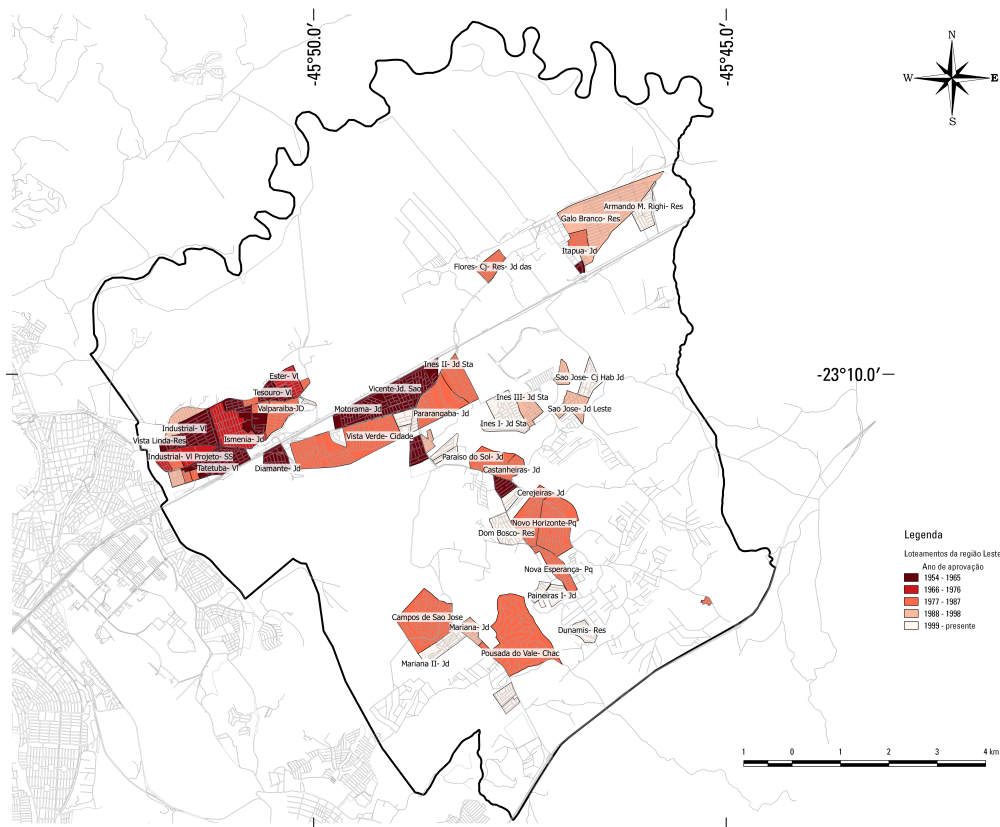 -45°50.0′
-45°45.0′
N
W
E
S
Armando M. Righi- Res
Galo Branco- Res
Itapua- Jd
Flores- Cj- Res- Jd das
Ines II- Jd Sta
-23°10.0′
Ester- Vl
Sao Jose- Cj Hab Jd
Vicente-Jd. Sao
Tesouro- Vl
Ines III- Jd Sta
Valparaiba-JD
Motorama- Jd
Sao Jose- Jd Leste
Pararangaba- Jd
Ines I- Jd Sta
Industrial- Vl
Vista Linda-Res
Ismenia- Jd
Vista Verde- Cidade
Industrial- Vl Projeto- SS
Paraiso do Sol- Jd
Tatetuba- Vl
Diamante- Jd
Castanheiras- Jd
Cerejeiras- Jd
Novo Horizonte-Pq
Dom Bosco- Res
Nova Esperança- Pq
Paineiras I- Jd
Campos de Sao Jose
Mariana- Jd
Dunamis- Res
Pousada do Vale- Chac
Mariana II- Jd
Legenda
Loteamentos da região Leste
Ano de aprovação
1954 - 1965
1966 - 1976
1977 - 1987
1988 - 1998
1999 - presente
1 0 1 2 3 4 km